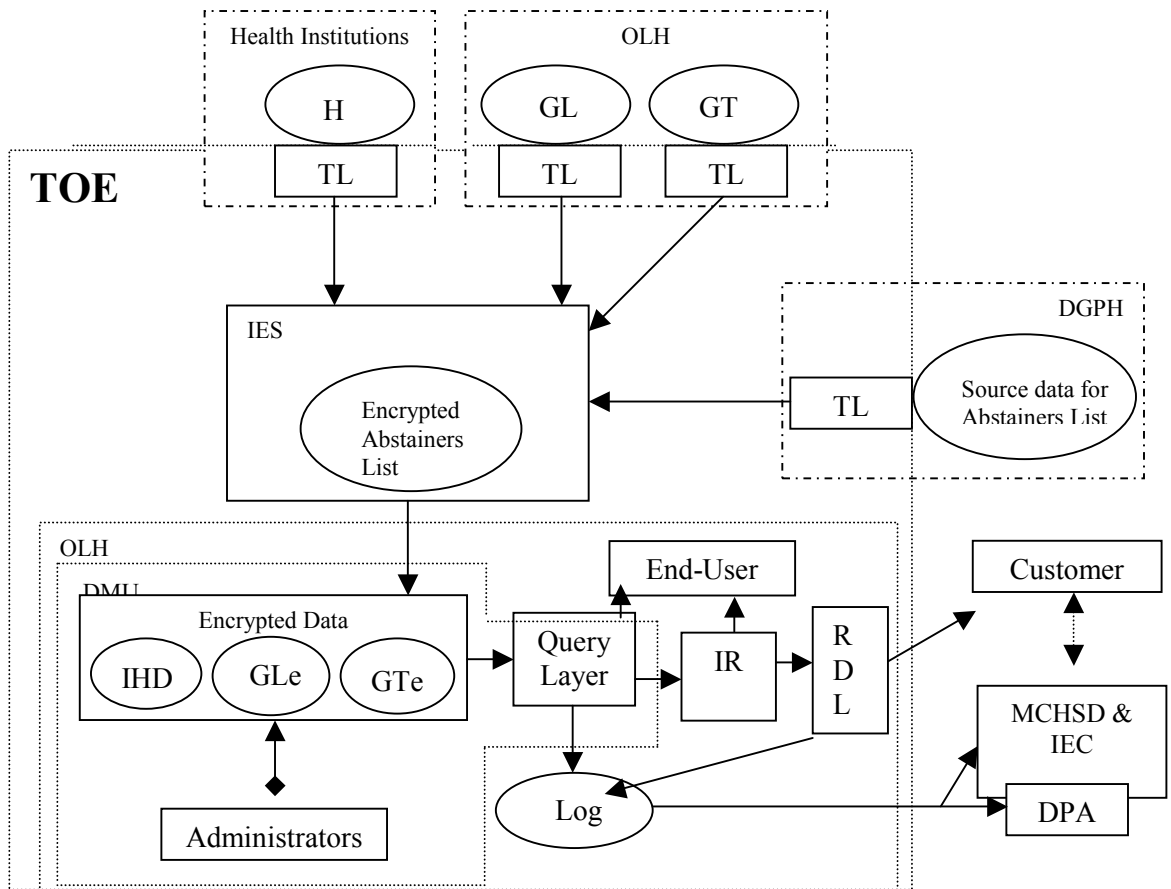 Health Institutions
OLH
H
GL
GT
TOE
TL
TL
TL
DGPH
IES
Source data for
Abstainers List
TL
Encrypted
Abstainers
List
OLH
DMU
End-User
Customer
Encrypted Data
Query
Layer
IR
R
D
L
IHD
GLe
GTe
MCHSD &
IEC
Log
DPA
Administrators